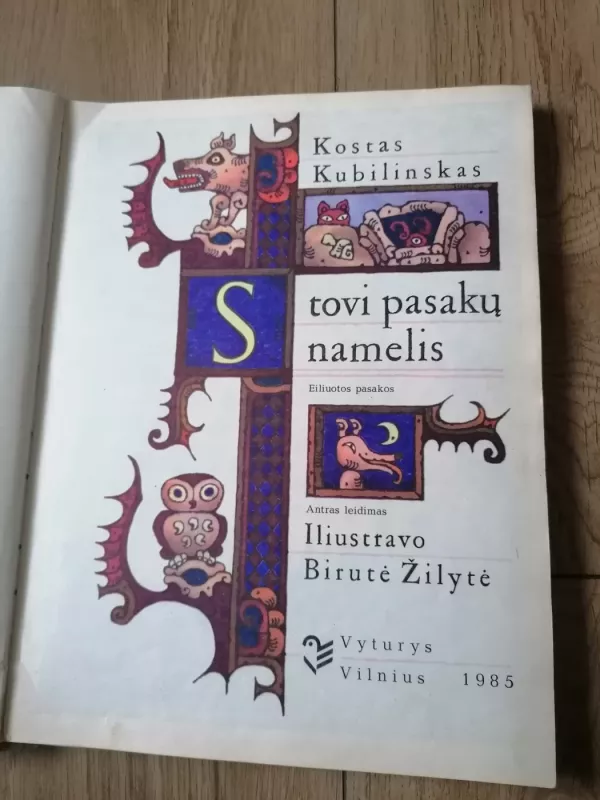 Kostas
Kubilinskas
Stovi pasakų
namelis
Eiliuotos pasakos
Antras leidimas
Iliustravo
Birutė Žilytė
Vyturys
Vilnius 1985